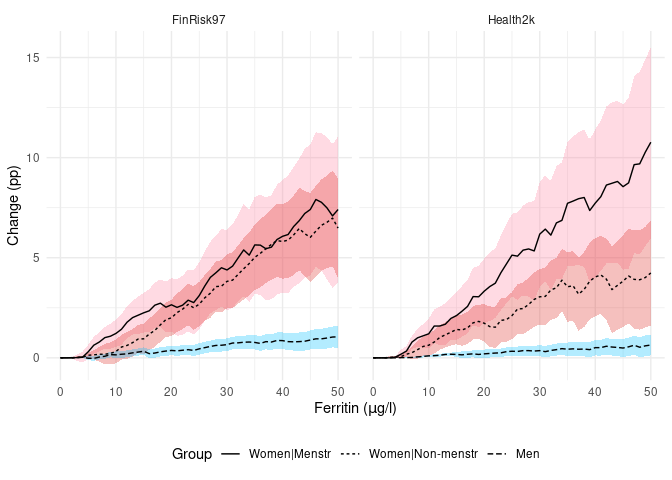 FinRisk97 Health2k
Change (pp)
15
10
5
0
0 10 20 30 40 50 0 10 20 30 40 50
Ferritin (μg/l)
Group Women|Menstr Women|Non-menstr Men